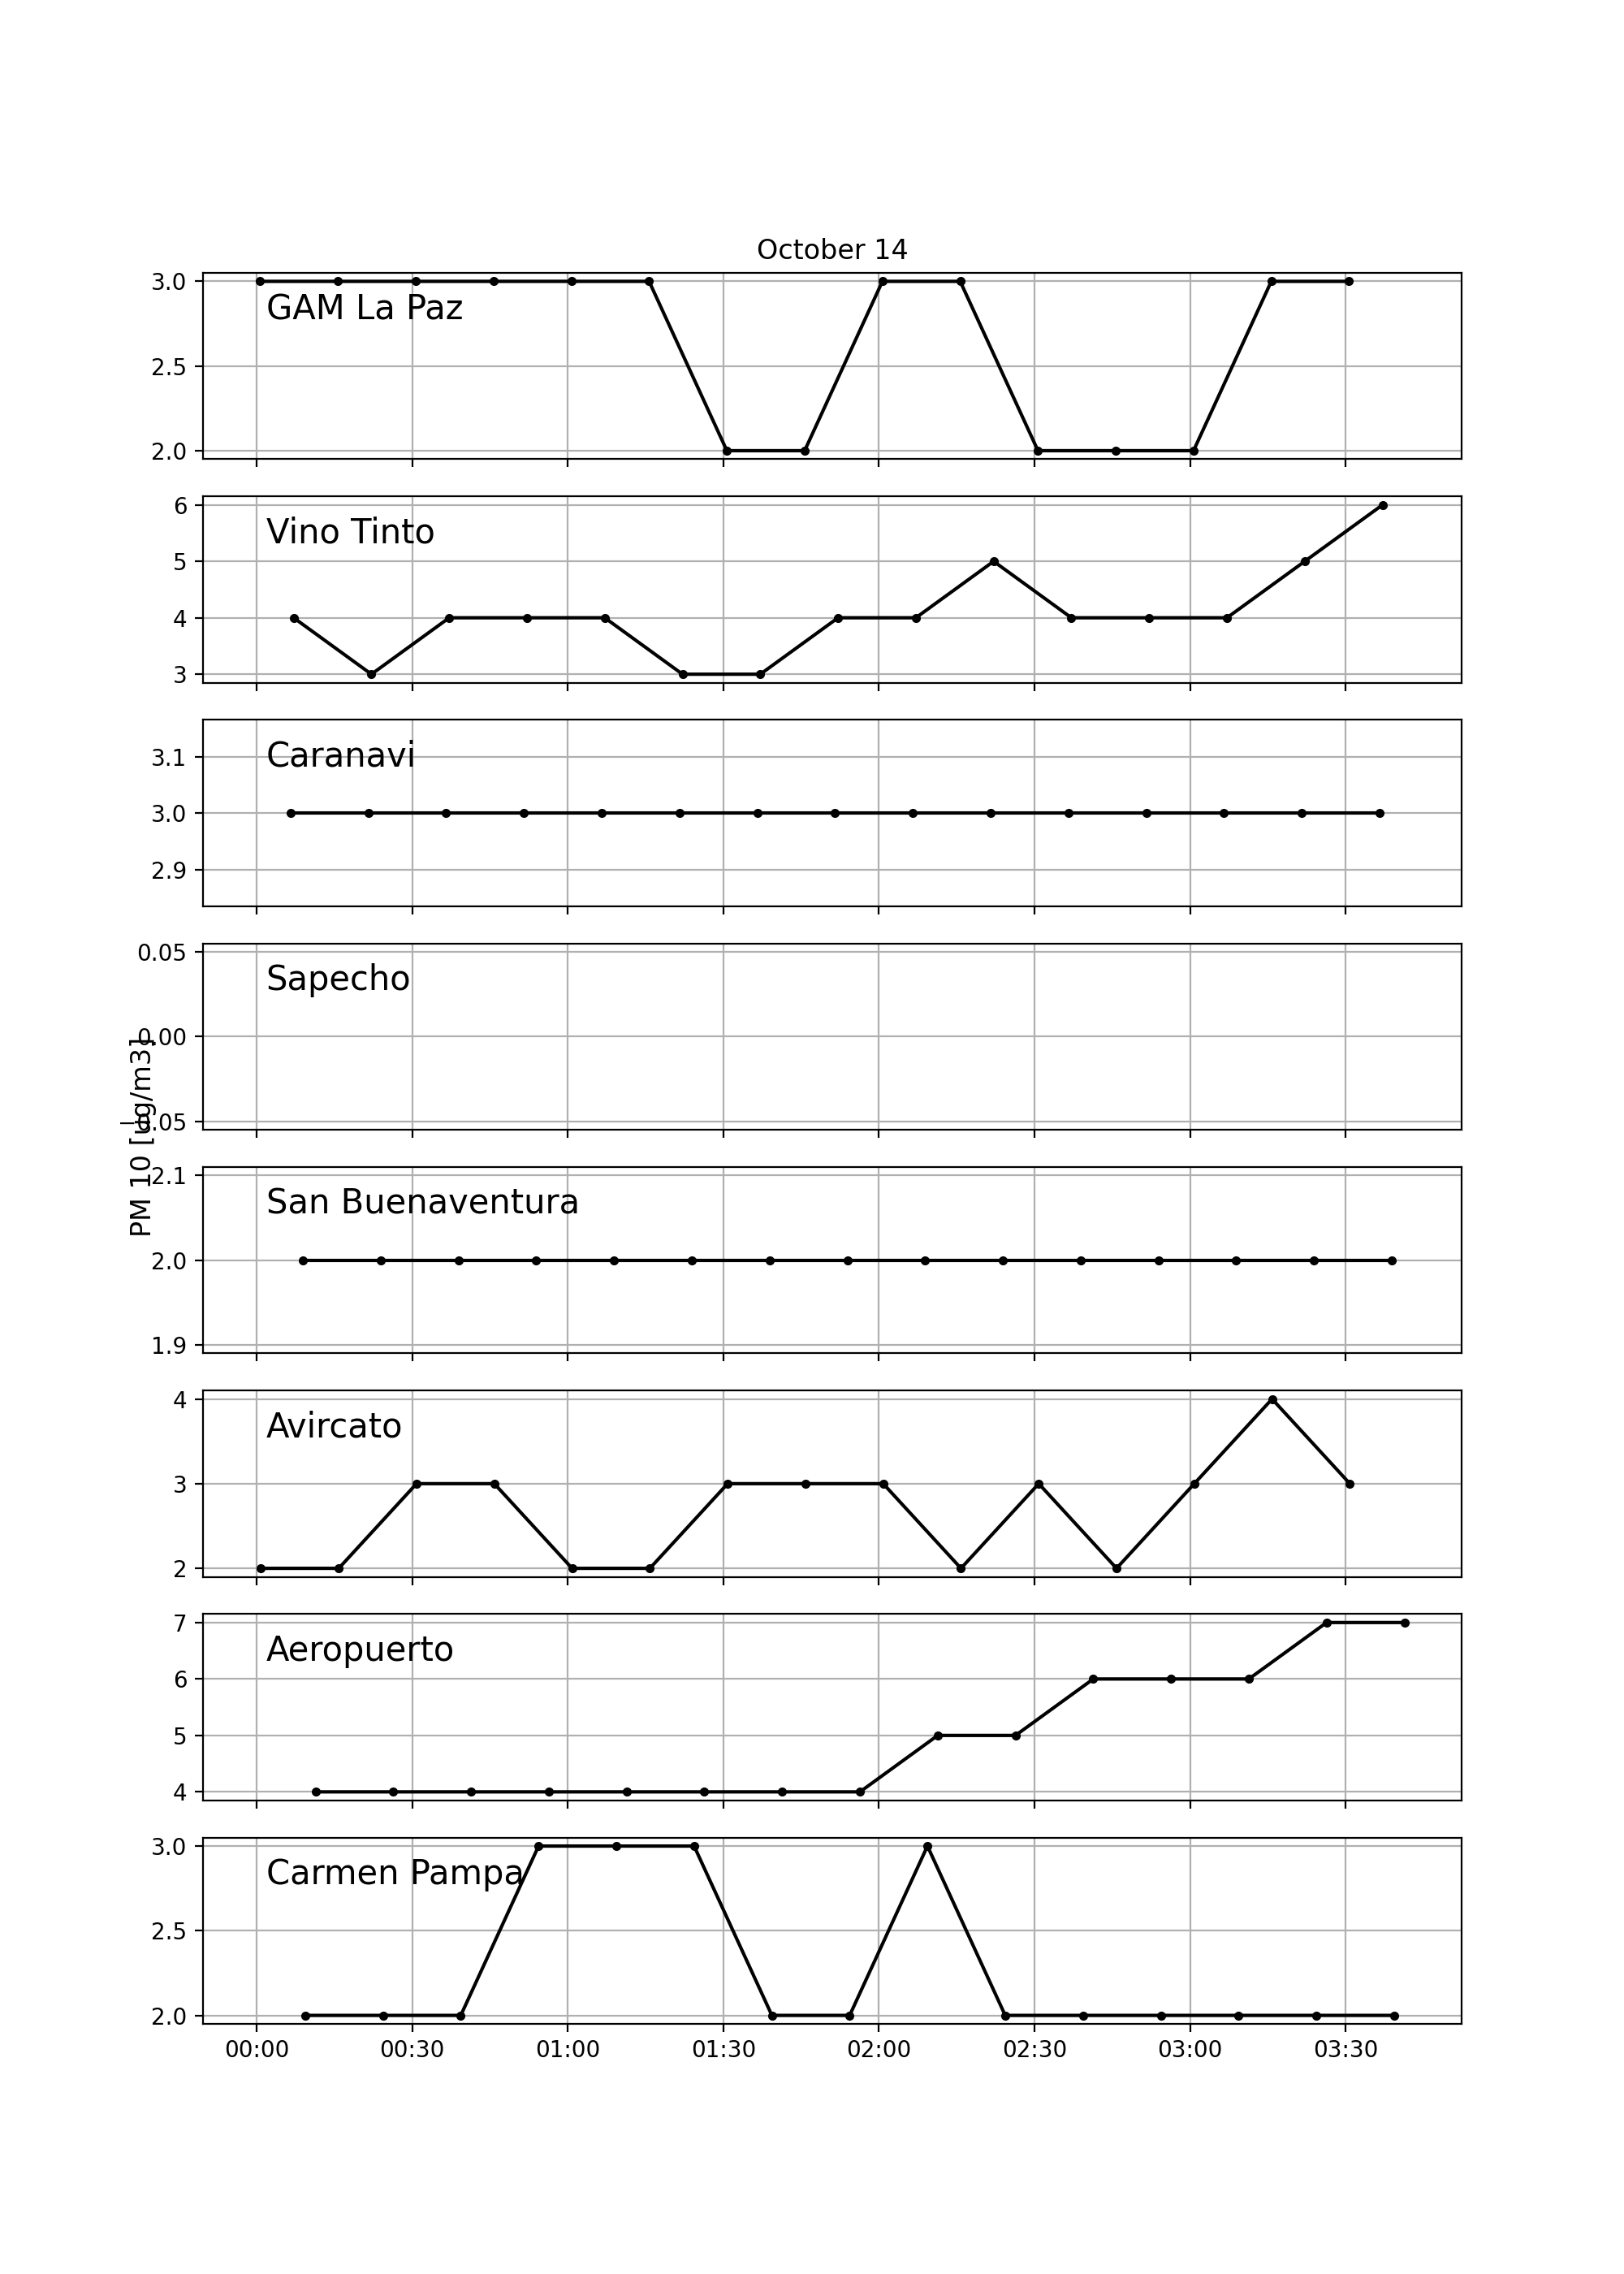 October 14
3.0
GAM La Paz
2.5
2.0
6
Vino Tinto
5
4
3
3.1
Caranavi
3.0
2.9
0.05
Sapecho
0.00
−0.05
PM 10 [ug/m3]
2.1
San Buenaventura
2.0
1.9
4
Avircato
3
2
7
Aeropuerto
6
5
4
3.0
Carmen Pampa
2.5
2.0
00:00 00:30 01:00 01:30 02:00 02:30 03:00 03:30